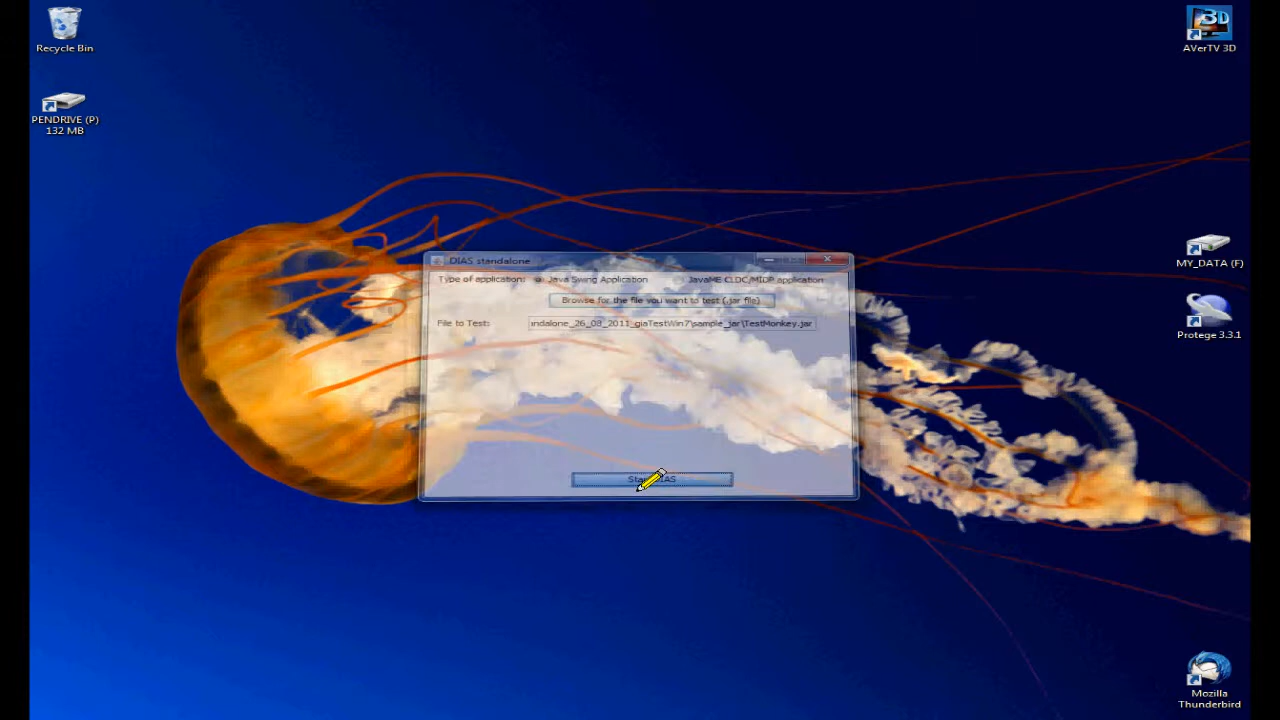 Recycle Bin
PENDRIVE (P)
132 MB
3D
AVerTV 3D
MY_DATA (F)
Protege 3.3.1
Mozilla
Thunderbird
DIAS standalone
Type of application:
Java Swing Application
JavaME CLDC/MIDP application
Browse for the file you want to test (.jar file)
File to Test:
ndalone_26_08_2011_giaTestWin7\sample_jar\TestMonkey.jar